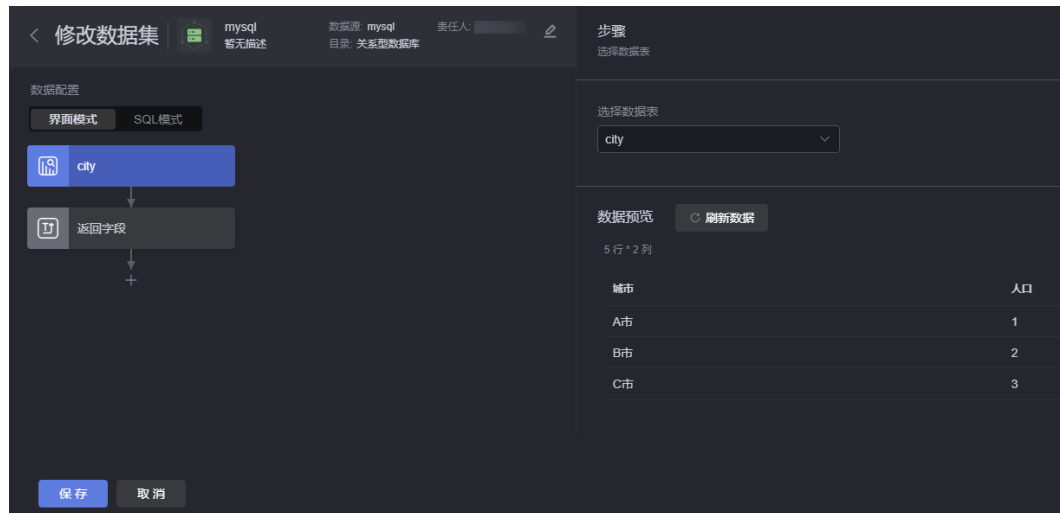 修改数据集
mysql
暂无描述
数据源: mysql
责任人:
目录: 关系型数据库
数据配置
界面模式
SQL模式
city
返回字段
保存
取消
步骤
选择数据表
选择数据表
city
数据预览
刷新数据
5行*2列
城市
人口
A市
1
B市
2
C市
3